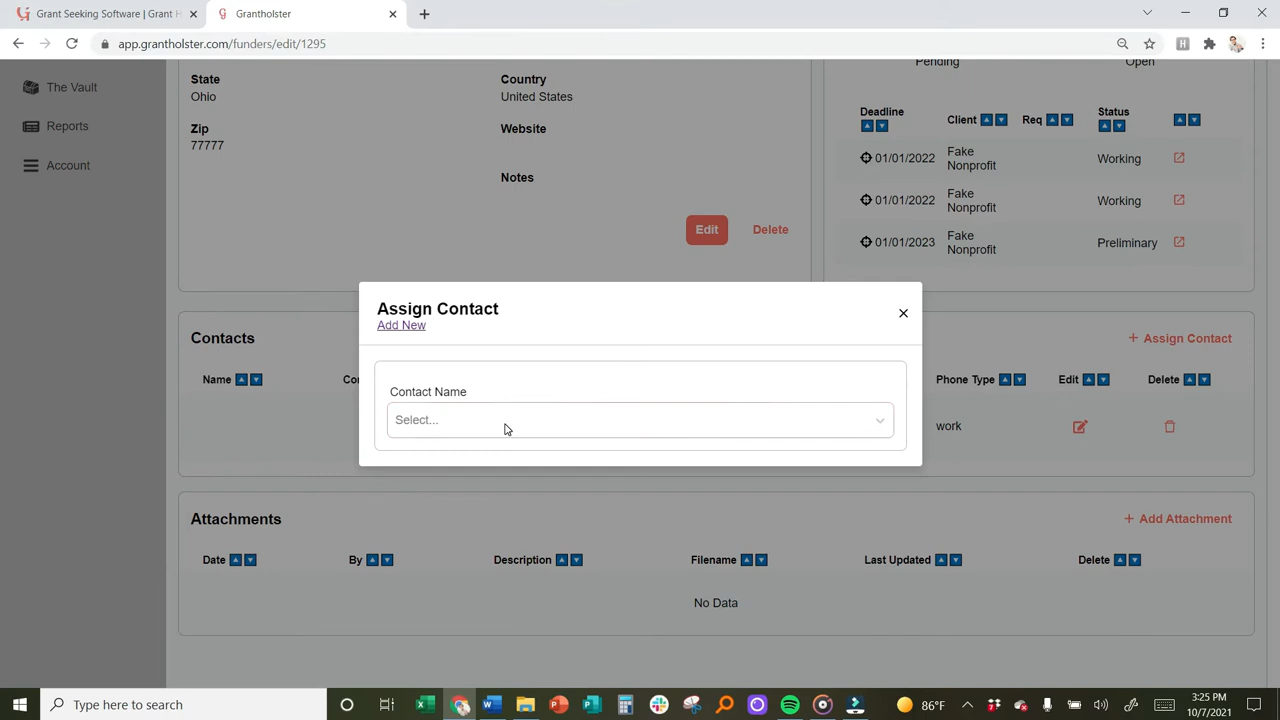 Grant Seeking Software | Grant H
Grantholster
app.grantholster.com/funders/edit/1295
The Vault
Reports
Account
State
Ohio
Country
United States
Zip
77777
Website
Notes
Edit
Delete
Pending
Open
Deadline
Client
Req
Status
01/01/2022
Fake
Nonprofit
Working
01/01/2022
Fake
Nonprofit
Working
01/01/2023
Fake
Nonprofit
Preliminary
Assign Contact
Add New
Contact Name
Select...
Contacts
+ Assign Contact
Name
Co
Phone Type
Edit
Delete
work
Attachments
+ Add Attachment
Date
By
Description
Filename
Last Updated
Delete
No Data
Type here to search
86°F
3:25 PM
10/7/2021